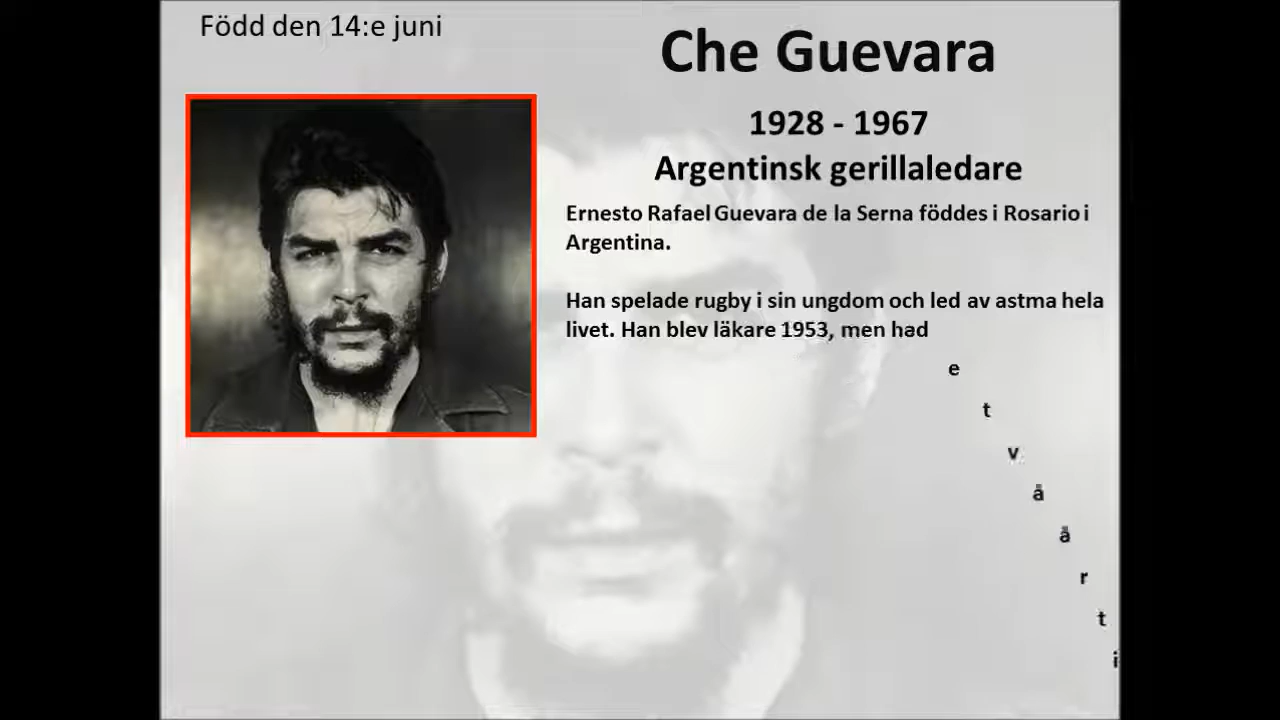 Född den 14:e juni
Che Guevara
1928 - 1967
Argentinsk gerillaledare
Ernesto Rafael Guevara de la Serna föddes i Rosario i
Argentina.
Han spelade rugby i sin ungdom och led av astma hela
livet. Han blev läkare 1953, men had
e
t
v
å
å
r
t
i